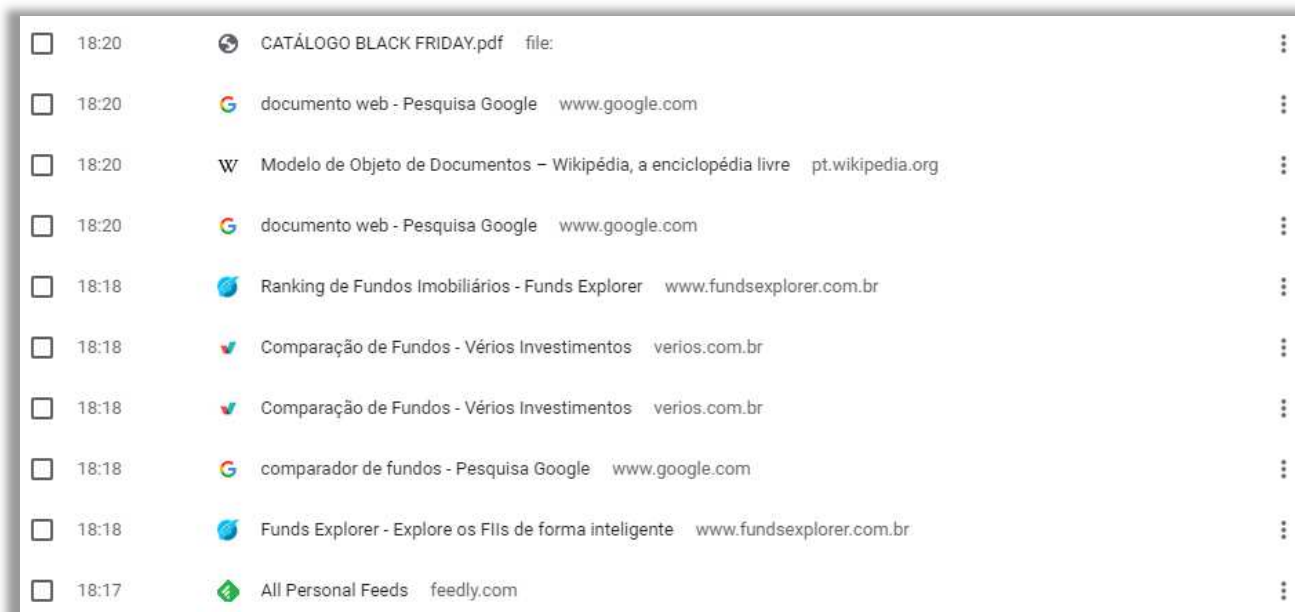 18:20 CATÁLOGO BLACK FRIDAY.pdf file:
18:20 documento web - Pesquisa Google www.google.com
18:20 W Modelo de Objeto de Documentos – Wikipédia, a enciclopédia livre pt.wikipedia.org
18:20 documento web - Pesquisa Google www.google.com
18:18 Ranking de Fundos Imobiliários - Funds Explorer www.fundsexplorer.com.br
18:18 Comparação de Fundos - Vérios Investimentos verios.com.br
18:18 Comparação de Fundos - Vérios Investimentos verios.com.br
18:18 comparador de fundos - Pesquisa Google www.google.com
18:18 Funds Explorer - Explore os FIIs de forma inteligente www.fundsexplorer.com.br
18:17 All Personal Feeds feedly.com